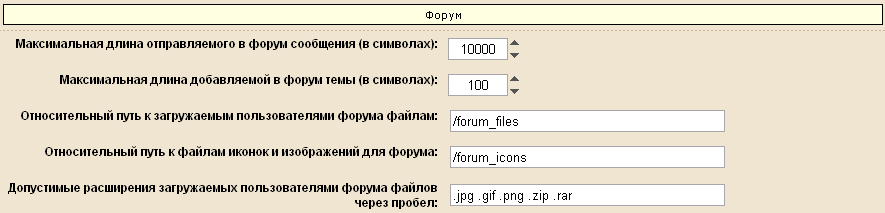 Форум
Максимальная длина отправляемого в форум сообщения (в символах): 10000
Максимальная длина добавляемой в форум темы (в символах): 100
Относительный путь к загружаемым пользователями форума файлам: /forum_files
Относительный путь к файлам иконок и изображений для форума: /forum_icons
Допустимые расширения загружаемых пользователями форума файлов
через пробел: .jpg .gif .png .zip .rar